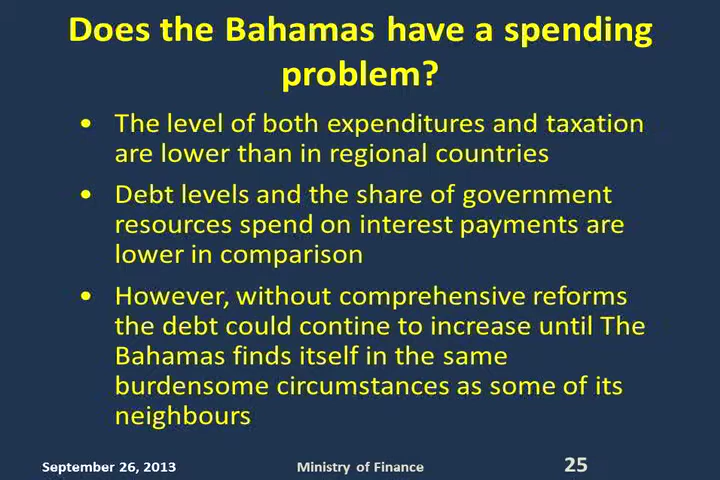 Does the Bahamas have a spending
problem?
• The level of both expenditures and taxation
are lower than in regional countries
• Debt levels and the share of government
resources spend on interest payments are
lower in comparison
• However, without comprehensive reforms
the debt could contine to increase until The
Bahamas finds itself in the same
burdensome circumstances as some of its
neighbours
September 26, 2013 Ministry of Finance 25